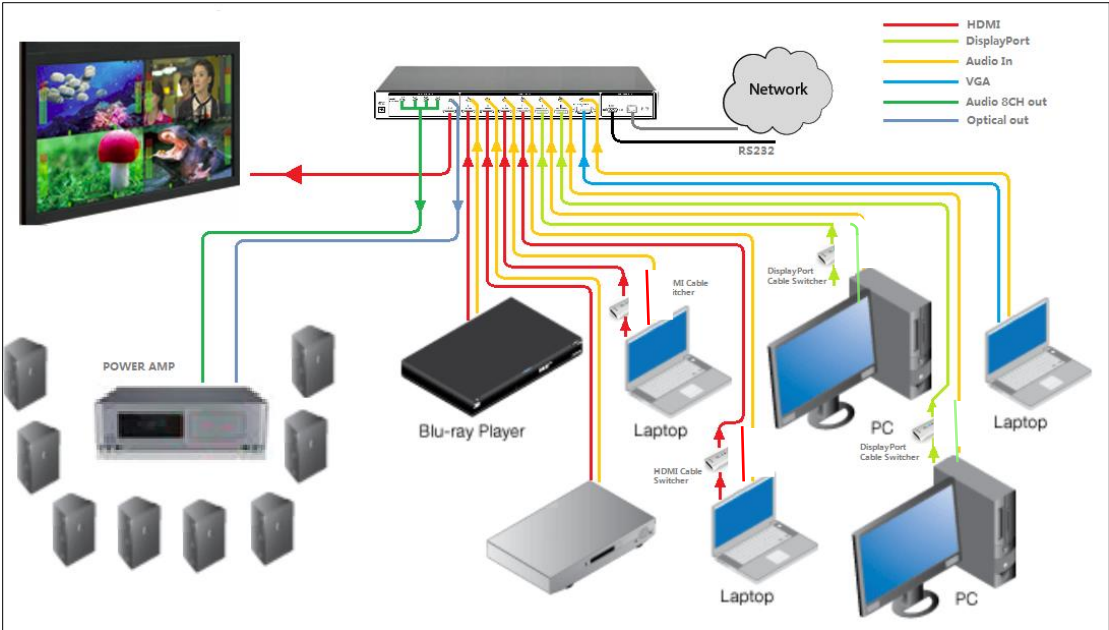 HDMI
DisplayPort
Audio In
VGA
Audio 8CH out
Optical out
Network
RS232
DisplayPort
Cable Switcher
MI Cable
itcher
POWER AMP
Blu-ray Player
Laptop
PC
Laptop
DisplayPort
Cable Switcher
HDMI Cable
Switcher
Laptop
PC